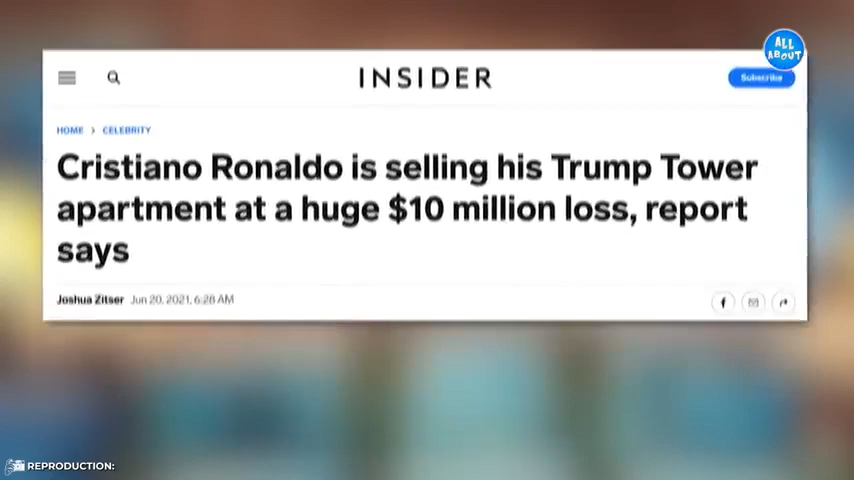 ALL
ABOUT
INSIDER
Subscribe
HOME > CELEBRITY
Cristiano Ronaldo is selling his Trump Tower
apartment at a huge $10 million loss, report
says
Joshua Zitser Jun 20, 2021, 6:28 AM
REPRODUCTION: